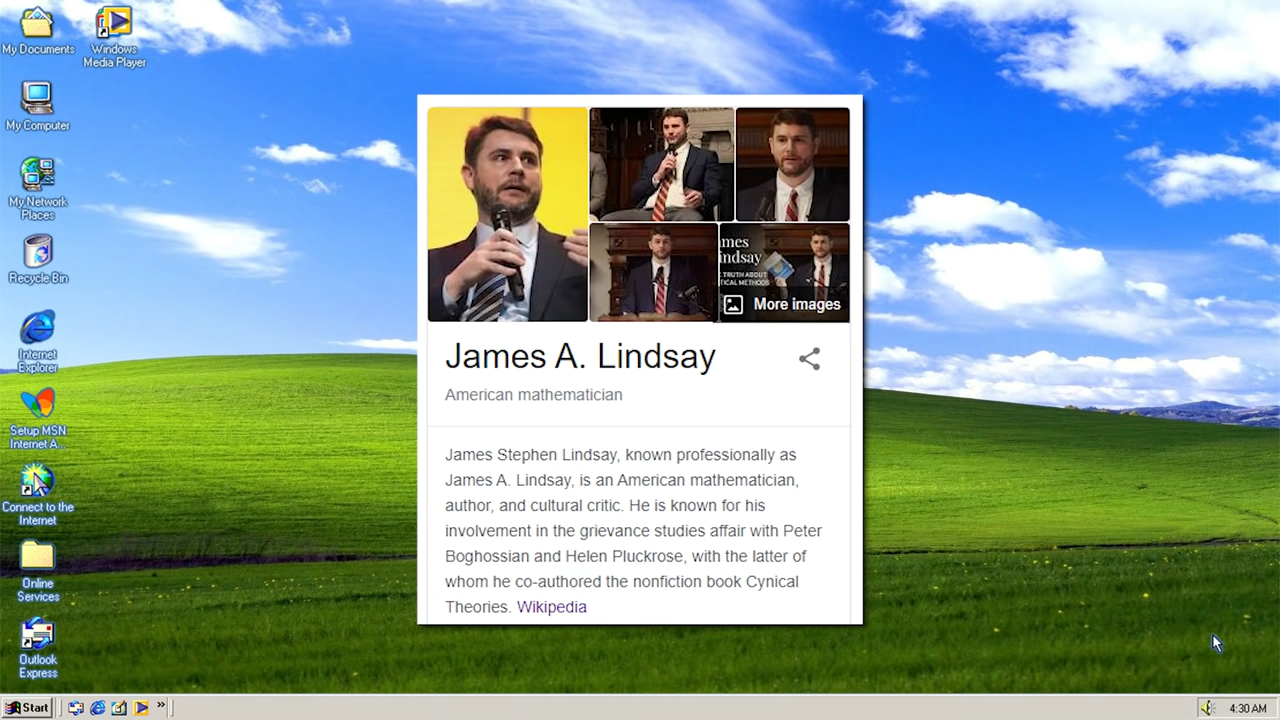 My Documents
Windows
Media Player
My Computer
My Network
Places
Recycle Bin
Internet
Explorer
Setup MSN
Internet A...
Connect to the
Internet
Online
Services
Outlook
Express
mes
indsay
TRUTH ABOUT
TICAL METHODS
More images
James A. Lindsay
American mathematician
James Stephen Lindsay, known professionally as
James A. Lindsay, is an American mathematician,
author, and cultural critic. He is known for his
involvement in the grievance studies affair with Peter
Boghossian and Helen Pluckrose, with the latter of
whom he co-authored the nonfiction book Cynical
Theories. Wikipedia
Start
»
4:30 AM